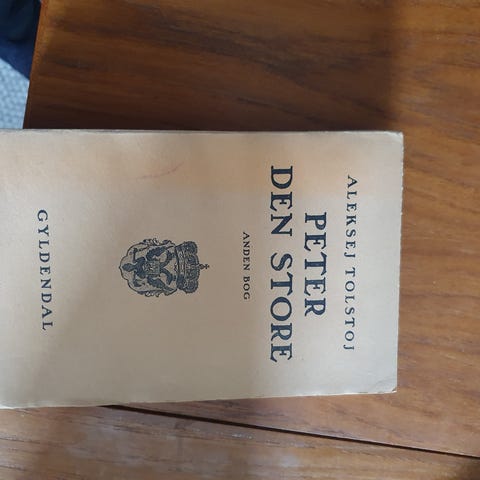 ALEKSEJ TOLSTOJ
PETER
DEN STORE
ANDEN BOG
GYLDENDAL